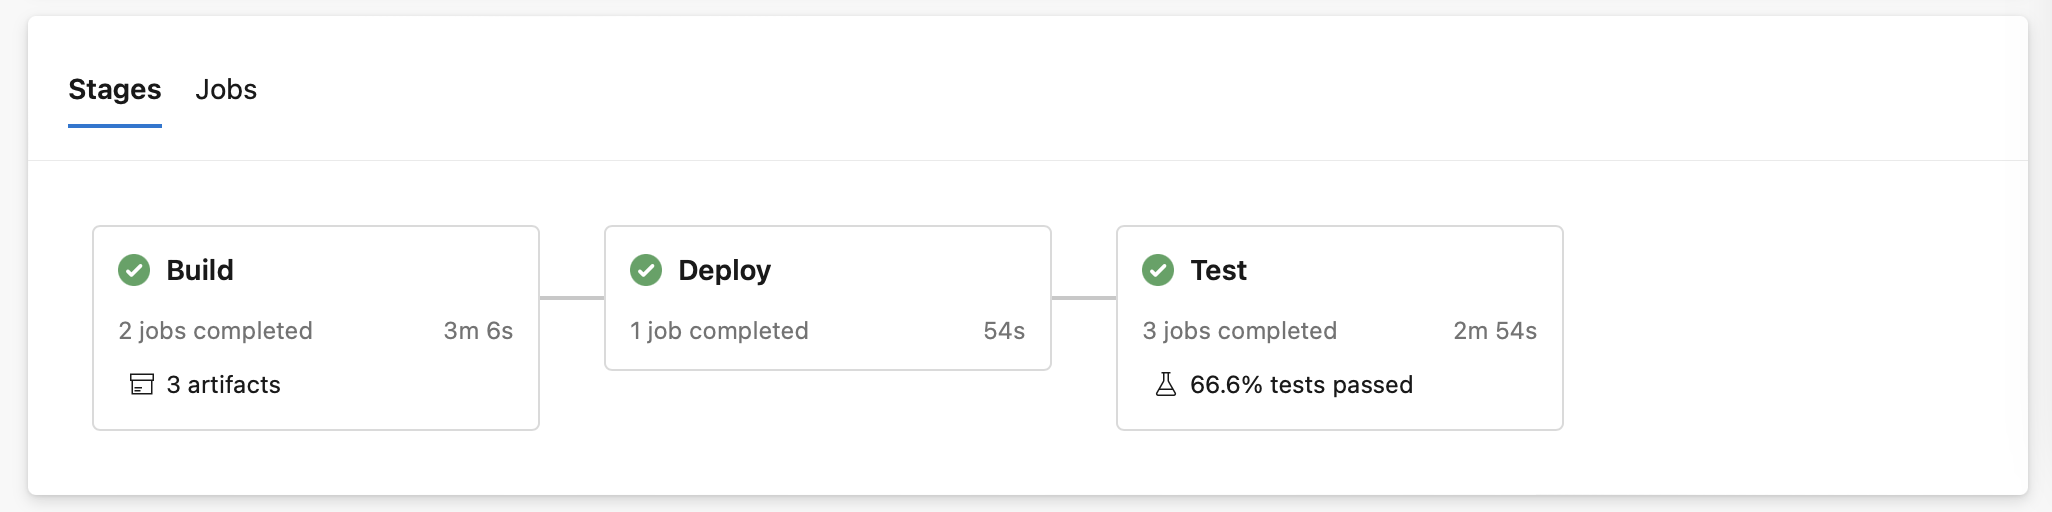 Stages Jobs
Build
2 jobs completed 3m 6s
3 artifacts
Deploy
1 job completed 54s
Test
3 jobs completed 2m 54s
66.6% tests passed